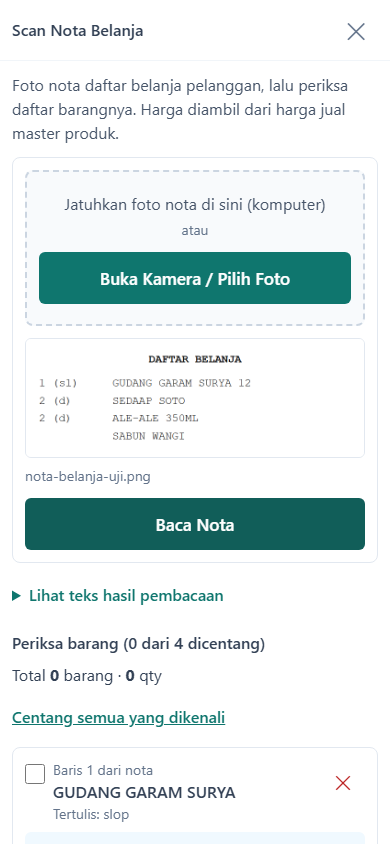 Scan Nota Belanja
Foto nota daftar belanja pelanggan, lalu periksa
daftar barangnya. Harga diambil dari harga jual
master produk.
Jatuhkan foto nota di sini (komputer)
atau
Buka Kamera / Pilih Foto
DAFTAR BELANJA
1 (sl) GUDANG GARAM SURYA 12
2 (d) SEDAAP SOTO
2 (d) ALE-ALE 350ML
SABUN WANGI
nota-belanja-uji.png
Baca Nota
Lihat teks hasil pembacaan
Periksa barang (0 dari 4 dicentang)
Total 0 barang · 0 qty
Centang semua yang dikenali
Baris 1 dari nota
GUDANG GARAM SURYA
Tertulis: slop